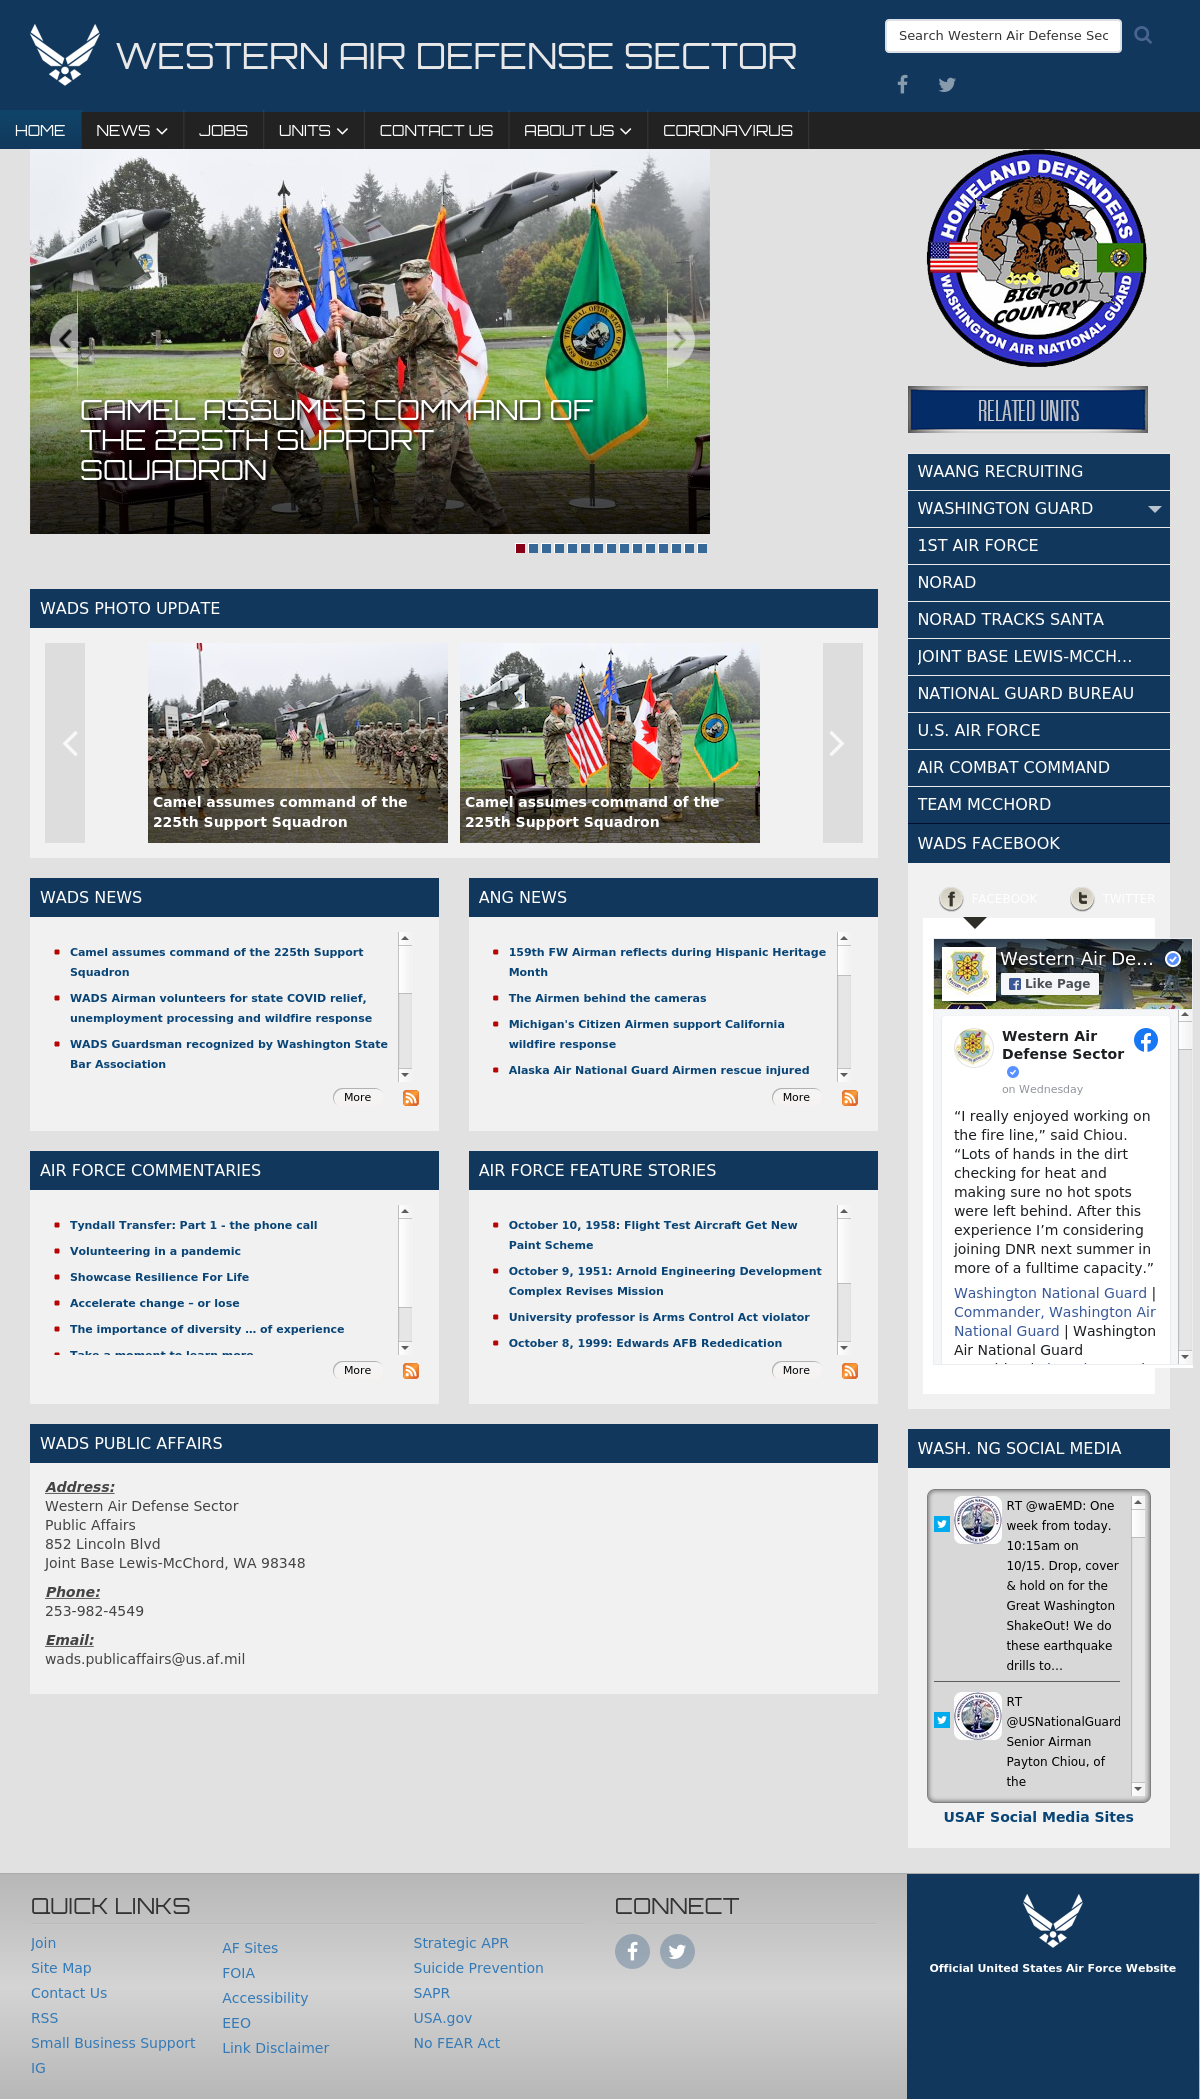 WESTERN AIR DEFENSE SECTOR
Search Western Air Defense Sec
HOME
NEWS
JOBS
UNITS
CONTACT US
ABOUT US
CORONAVIRUS
CAMEL ASSUMES COMMAND OF
THE 225TH SUPPORT
SQUADRON
HOMELAND DEFENDERS
BIGFOOT
COUNTRY
WASHINGTON AIR NATIONAL GUARD
RELATED UNITS
WAANG RECRUITING
WASHINGTON GUARD
1ST AIR FORCE
NORAD
NORAD TRACKS SANTA
JOINT BASE LEWIS-MCCH...
NATIONAL GUARD BUREAU
U.S. AIR FORCE
AIR COMBAT COMMAND
TEAM MCCHORD
WADS FACEBOOK
FACEBOOK
TWITTER
Western Air De...
Like Page
Western Air
Defense Sector
on Wednesday
“I really enjoyed working on
the fire line,” said Chiou.
“Lots of hands in the dirt
checking for heat and
making sure no hot spots
were left behind. After this
experience I’m considering
joining DNR next summer in
more of a fulltime capacity.”
Washington National Guard |
Commander, Washington Air
National Guard | Washington
Air National Guard
WADS PHOTO UPDATE
Camel assumes command of the
225th Support Squadron
Camel assumes command of the
225th Support Squadron
WADS NEWS
Camel assumes command of the 225th Support
Squadron
WADS Airman volunteers for state COVID relief,
unemployment processing and wildfire response
WADS Guardsman recognized by Washington State
Bar Association
More
ANG NEWS
159th FW Airman reflects during Hispanic Heritage
Month
The Airmen behind the cameras
Michigan's Citizen Airmen support California
wildfire response
Alaska Air National Guard Airmen rescue injured
More
AIR FORCE COMMENTARIES
Tyndall Transfer: Part 1 - the phone call
Volunteering in a pandemic
Showcase Resilience For Life
Accelerate change – or lose
The importance of diversity … of experience
Take a moment to learn more
More
AIR FORCE FEATURE STORIES
October 10, 1958: Flight Test Aircraft Get New
Paint Scheme
October 9, 1951: Arnold Engineering Development
Complex Revises Mission
University professor is Arms Control Act violator
October 8, 1999: Edwards AFB Rededication
More
WADS PUBLIC AFFAIRS
Address:
Western Air Defense Sector
Public Affairs
852 Lincoln Blvd
Joint Base Lewis-McChord, WA 98348
Phone:
253-982-4549
Email:
wads.publicaffairs@us.af.mil
WASH. NG SOCIAL MEDIA
RT @waEMD: One
week from today.
10:15am on
10/15. Drop, cover
& hold on for the
Great Washington
ShakeOut! We do
these earthquake
drills to…
RT
@USNationalGuard
Senior Airman
Payton Chiou, of
the
USAF Social Media Sites
QUICK LINKS
Join
Site Map
Contact Us
RSS
Small Business Support
IG
AF Sites
FOIA
Accessibility
EEO
Link Disclaimer
Strategic APR
Suicide Prevention
SAPR
USA.gov
No FEAR Act
CONNECT
Official United States Air Force Website